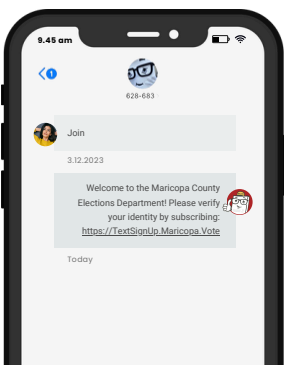 9.45 am
1
628-683
Join
3.12.2023
Welcome to the Maricopa County
Elections Department! Please verify
your identity by subscribing:
https://TextSignUp.Maricopa.Vote
Today